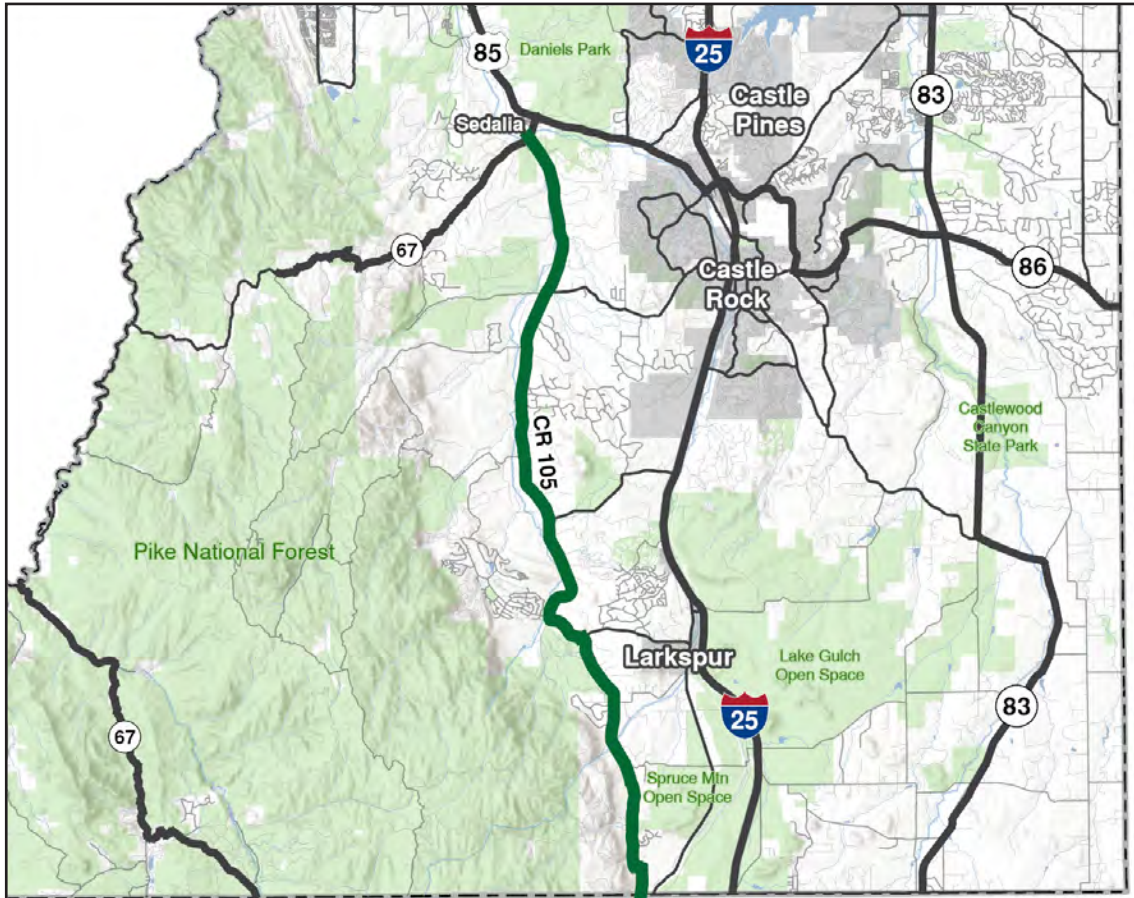 85
Daniels Park
25
Castle
Pines
83
Sedalia
67
Castle
Rock
86
Castlewood
Canyon
State Park
CR 105
Pike National Forest
Larkspur
Lake Gulch
Open Space
25
83
67
Spruce Mtn
Open Space